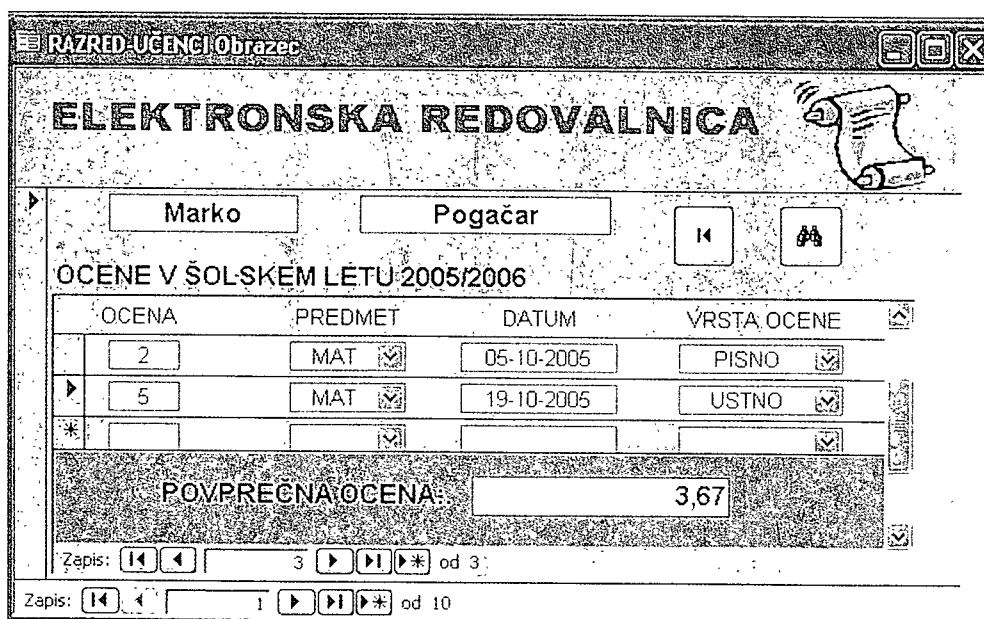 RAZRED-UČENCI Obrazec
ELEKTRONSKA REDOVALNICA
Marko Pogačar
OCENE V ŠOLSKEM LETU 2005/2006
OCENA PREDMET DATUM VRSTA OCENE
2 MAT 05-10-2005 PISNO
5 MAT 19-10-2005 USTNO
POVPREČNA OCENA: 3,67
Zapis: 3 od 3
Zapis: 1 od 10